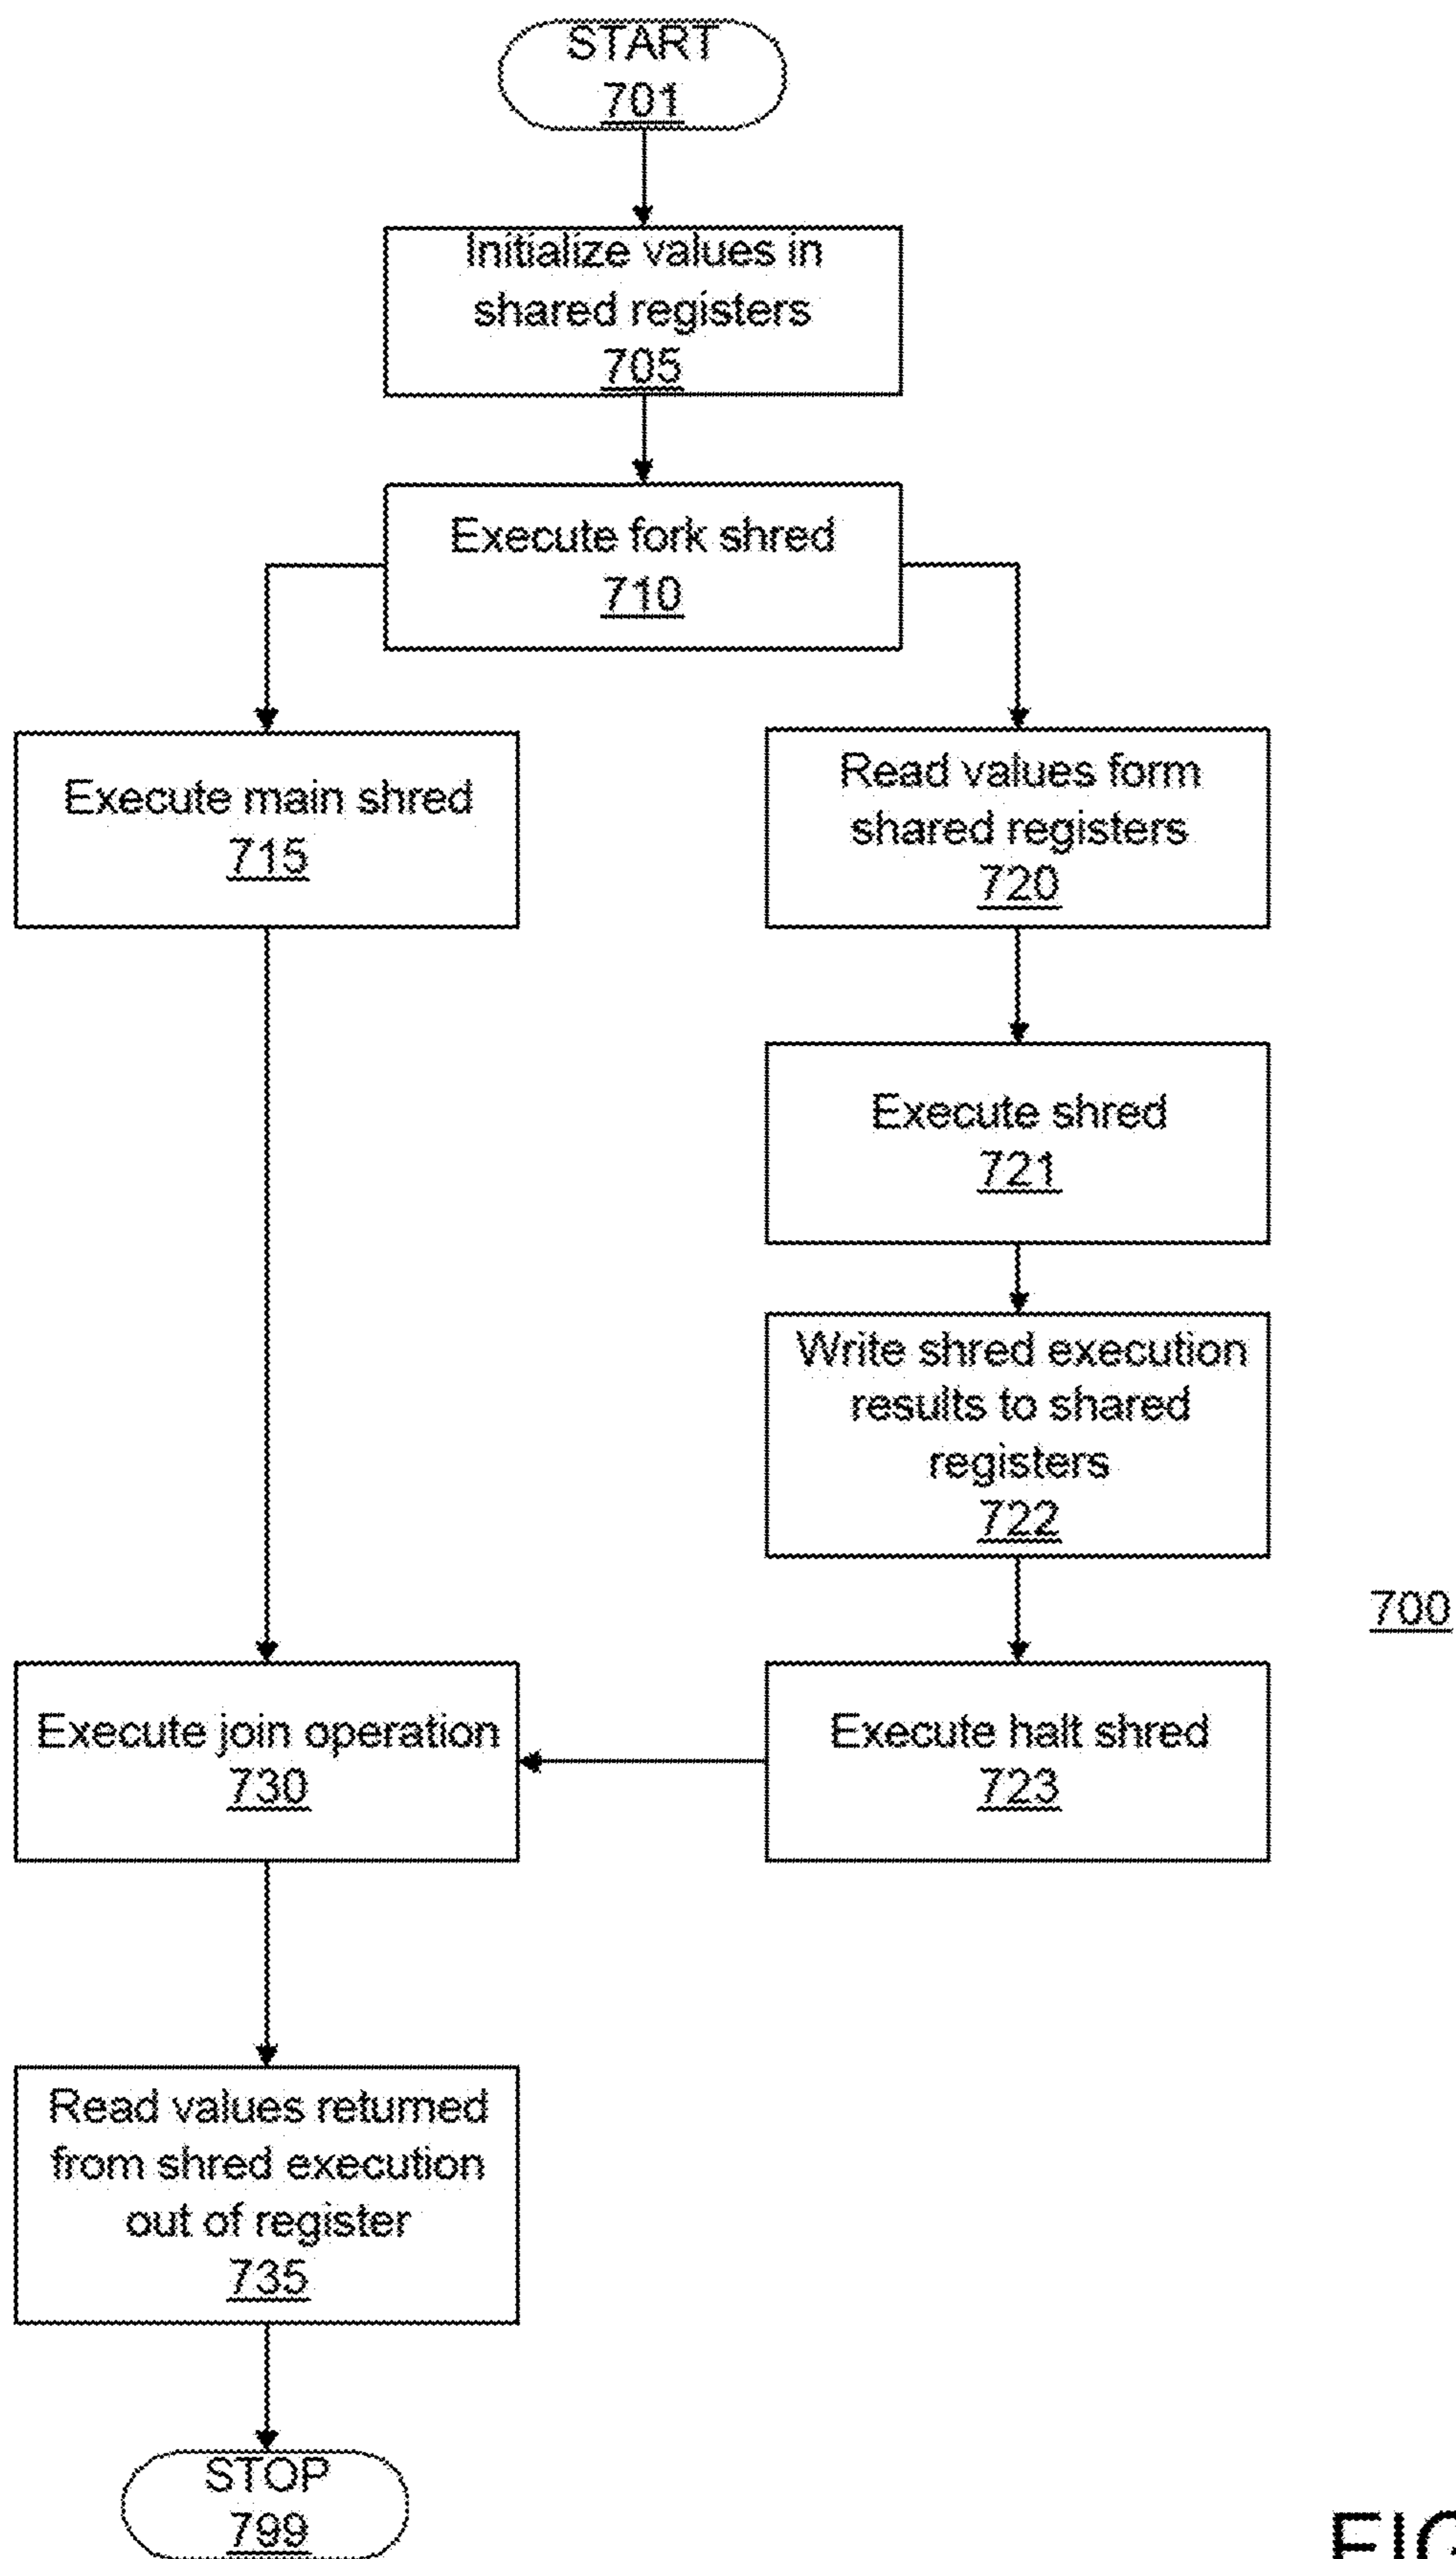 START
701
Initialize values in
shared registers
705
Execute fork shred
710
Execute main shred
715
Read values form
shared registers
720
Execute shred
721
Write shred execution
results to shared
registers
722
700
Execute join operation
730
Execute halt shred
723
Read values returned
from shred execution
out of register
735
STOP
799